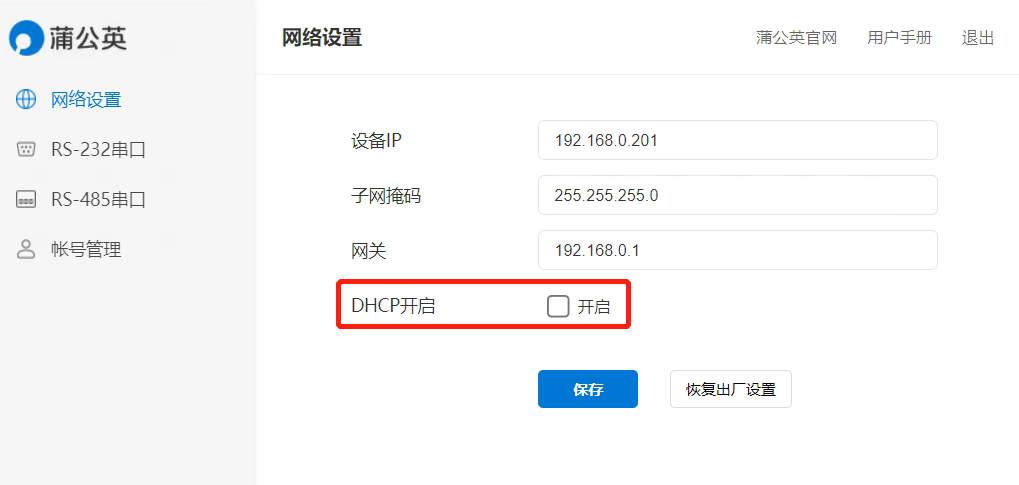 蒲公英
网络设置
蒲公英官网 用户手册 退出
网络设置
RS-232串口
RS-485串口
帐号管理
设备IP 192.168.0.201
子网掩码 255.255.255.0
网关 192.168.0.1
DHCP开启 开启
保存 恢复出厂设置